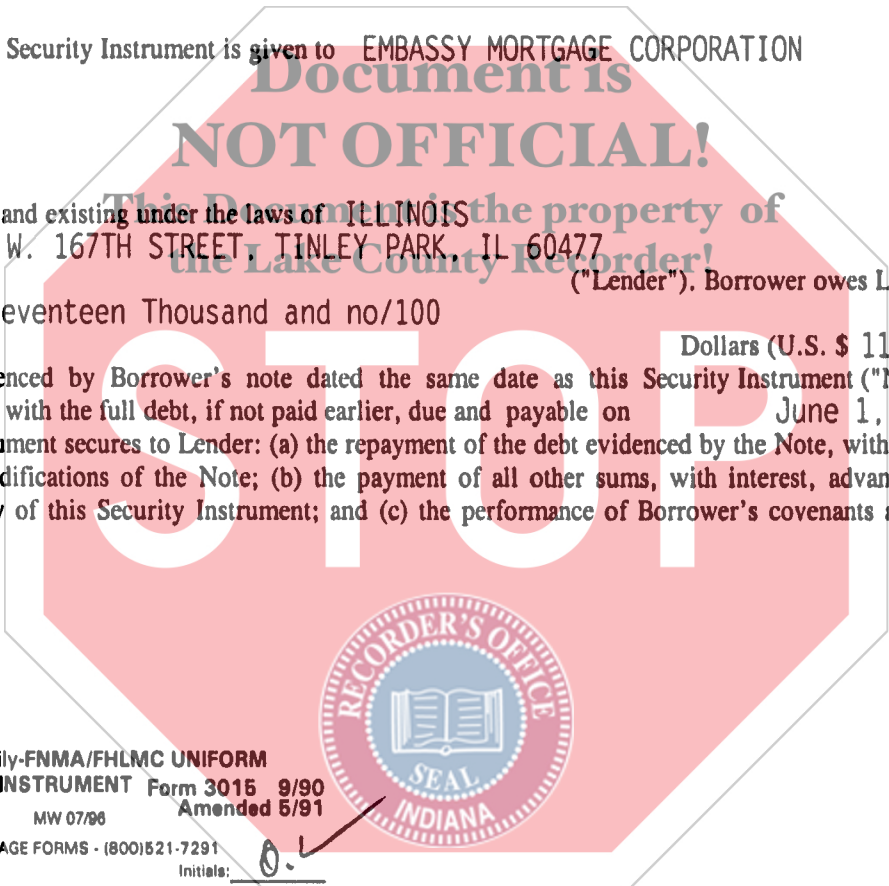 Security Instrument is given to EMBASSY MORTGAGE CORPORATION
Document is
NOT OFFICIAL!
This Document is the property of
the Lake County Recorder!
and existing under the laws of ILLINOIS
W. 167TH STREET, TINLEY PARK, IL 60477
("Lender"). Borrower owes L
eventeen Thousand and no/100
Dollars (U.S. $ 11
enced by Borrower's note dated the same date as this Security Instrument ("N
with the full debt, if not paid earlier, due and payable on June 1,
ment secures to Lender: (a) the repayment of the debt evidenced by the Note, with
difications of the Note; (b) the payment of all other sums, with interest, advan
y of this Security Instrument; and (c) the performance of Borrower's covenants a
STOP
RECORDER'S OFFICE
SEAL
INDIANA
ily-FNMA/FHLMC UNIFORM
INSTRUMENT Form 3015 9/90
Amended 5/91
MW 07/96
AGE FORMS - (800)521-7291
Initials: